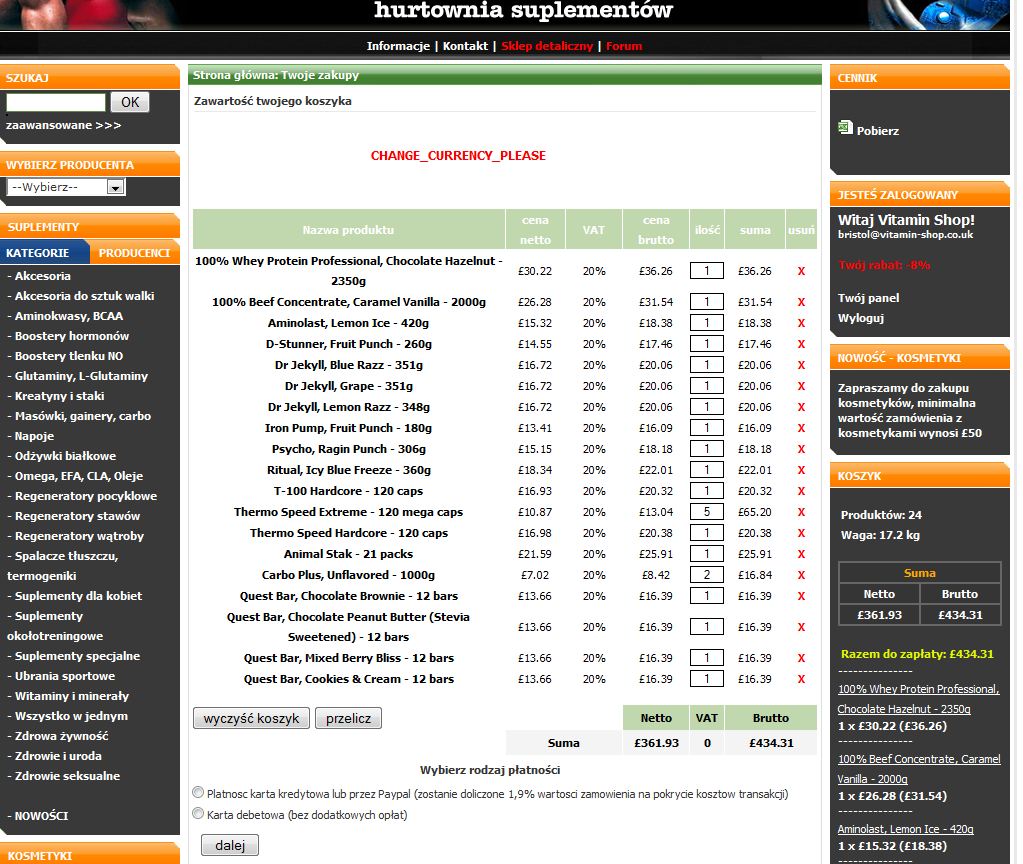 hurtownia suplementów
Informacje | Kontakt | Sklep detaliczny | Forum
SZUKAJ
OK
zaawansowane >>>
WYBIERZ PRODUCENTA
--Wybierz--
SUPLEMENTY
KATEGORIE PRODUCENCI
- Akcesoria
- Akcesoria do sztuk walki
- Aminokwasy, BCAA
- Boostery hormonów
- Boostery tlenku NO
- Glutaminy, L-Glutaminy
- Kreatyny i staki
- Masówki, gainery, carbo
- Napoje
- Odżywki białkowe
- Omega, EFA, CLA, Oleje
- Regeneratory pocyklowe
- Regeneratory stawów
- Regeneratory wątroby
- Spalacze tłuszczu,
termogeniki
- Suplementy dla kobiet
- Suplementy
okołotreningowe
- Suplementy specjalne
- Ubrania sportowe
- Witaminy i minerały
- Wszystko w jednym
- Zdrowa żywność
- Zdrowie i uroda
- Zdrowie seksualne
- NOWOŚCI
KOSMETYKI
Strona główna: Twoje zakupy
Zawartość twojego koszyka
CHANGE_CURRENCY_PLEASE
Nazwa produktu cena netto VAT cena brutto ilość suma usuń
100% Whey Protein Professional, Chocolate Hazelnut -
2350g £30.22 20% £36.26 1 £36.26 X
100% Beef Concentrate, Caramel Vanilla - 2000g £26.28 20% £31.54 1 £31.54 X
Aminolast, Lemon Ice - 420g £15.32 20% £18.38 1 £18.38 X
D-Stunner, Fruit Punch - 260g £14.55 20% £17.46 1 £17.46 X
Dr Jekyll, Blue Razz - 351g £16.72 20% £20.06 1 £20.06 X
Dr Jekyll, Grape - 351g £16.72 20% £20.06 1 £20.06 X
Dr Jekyll, Lemon Razz - 348g £16.72 20% £20.06 1 £20.06 X
Iron Pump, Fruit Punch - 180g £13.41 20% £16.09 1 £16.09 X
Psycho, Ragin Punch - 306g £15.15 20% £18.18 1 £18.18 X
Ritual, Icy Blue Freeze - 360g £18.34 20% £22.01 1 £22.01 X
T-100 Hardcore - 120 caps £16.93 20% £20.32 1 £20.32 X
Thermo Speed Extreme - 120 mega caps £10.87 20% £13.04 5 £65.20 X
Thermo Speed Hardcore - 120 caps £16.98 20% £20.38 1 £20.38 X
Animal Stak - 21 packs £21.59 20% £25.91 1 £25.91 X
Carbo Plus, Unflavored - 1000g £7.02 20% £8.42 2 £16.84 X
Quest Bar, Chocolate Brownie - 12 bars £13.66 20% £16.39 1 £16.39 X
Quest Bar, Chocolate Peanut Butter (Stevia
Sweetened) - 12 bars £13.66 20% £16.39 1 £16.39 X
Quest Bar, Mixed Berry Bliss - 12 bars £13.66 20% £16.39 1 £16.39 X
Quest Bar, Cookies & Cream - 12 bars £13.66 20% £16.39 1 £16.39 X
wyczyść koszyk przelicz
Netto VAT Brutto
Suma £361.93 0 £434.31
Wybierz rodzaj płatności
Platnosc karta kredytowa lub przez Paypal (zostanie doliczone 1,9% wartosci zamowienia na pokrycie kosztow transakcji)
Karta debetowa (bez dodatkowych opłat)
dalej
CENNIK
Pobierz
JESTEŚ ZALOGOWANY
Witaj Vitamin Shop!
bristol@vitamin-shop.co.uk
Twój rabat: -8%
Twój panel
Wyloguj
NOWOŚĆ - KOSMETYKI
Zapraszamy do zakupu
kosmetyków, minimalna
wartość zamówienia z
kosmetykami wynosi £50
KOSZYK
Produktów: 24
Waga: 17.2 kg
Suma
Netto Brutto
£361.93 £434.31
Razem do zapłaty: £434.31
---------------
100% Whey Protein Professional,
Chocolate Hazelnut - 2350g
1 x £30.22 (£36.26)
---------------
100% Beef Concentrate, Caramel
Vanilla - 2000g
1 x £26.28 (£31.54)
---------------
Aminolast, Lemon Ice - 420g
1 x £15.32 (£18.38)
---------------